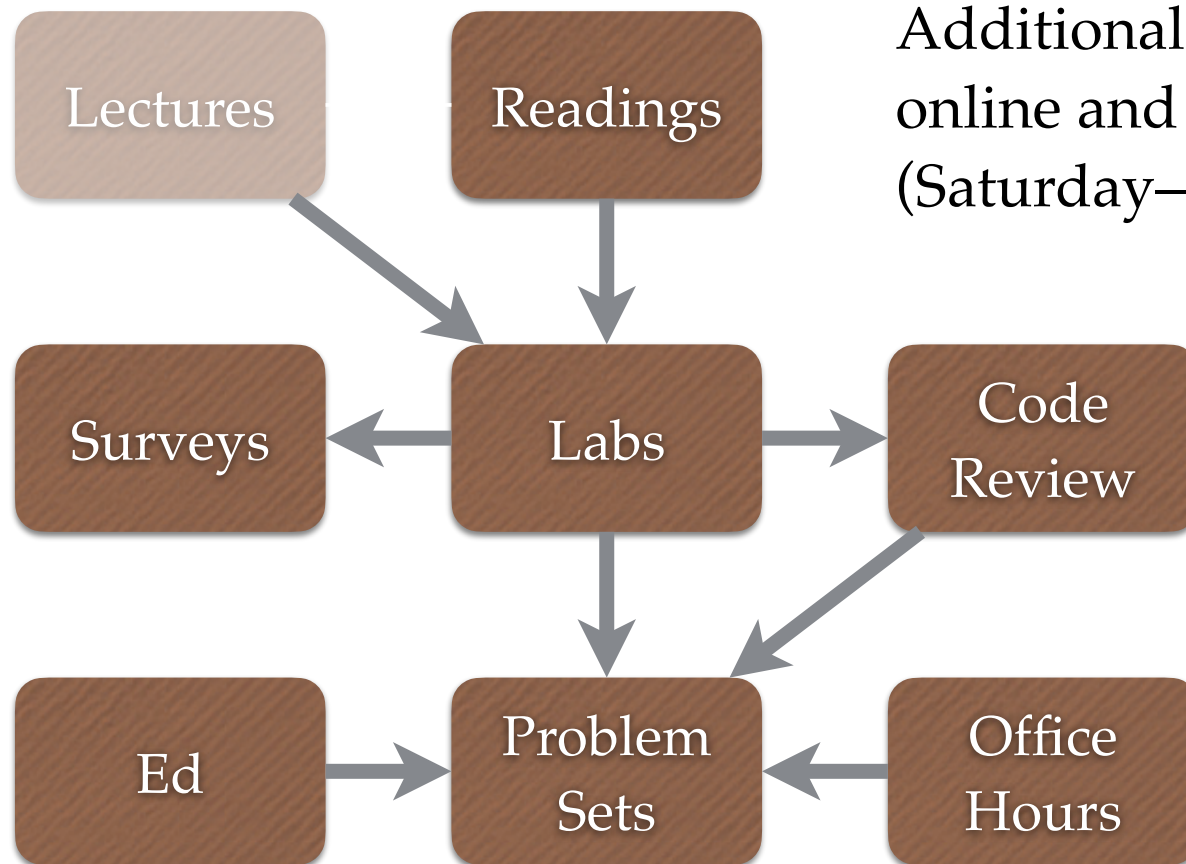 Lectures
Readings
Additional
online and
(Saturday–
Surveys
Labs
Code
Review
Ed
Problem
Sets
Office
Hours